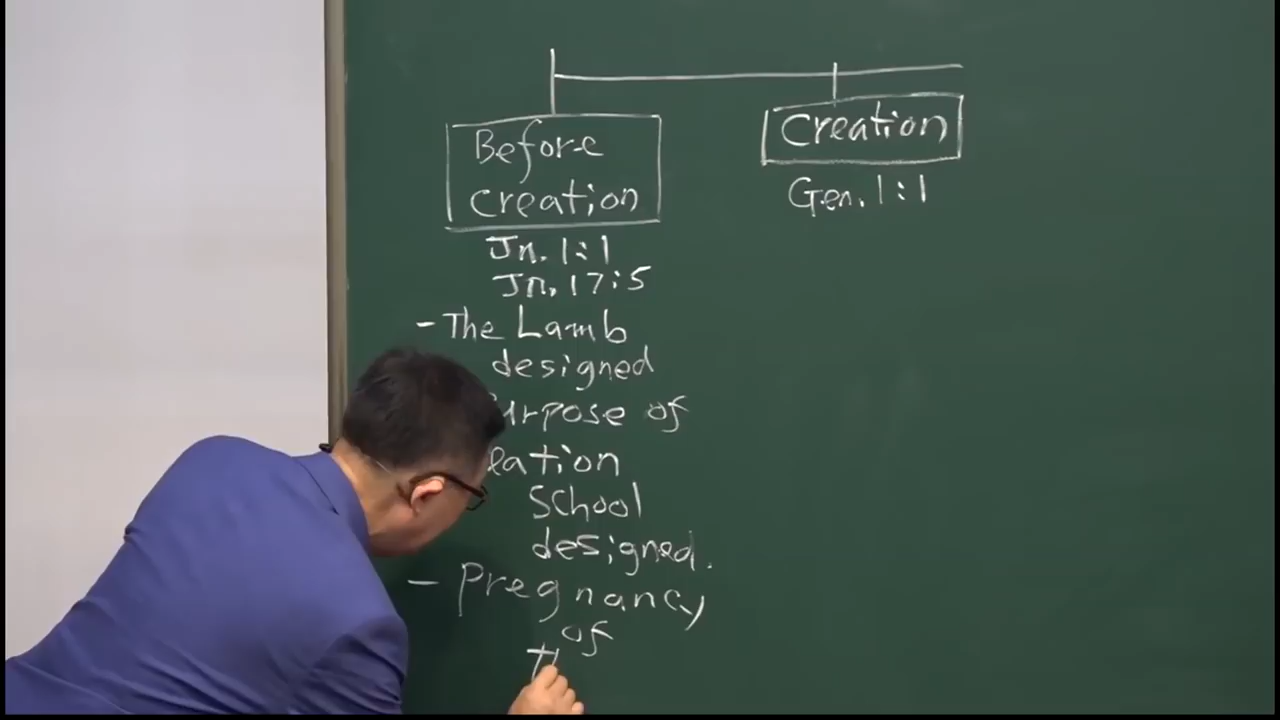 Before
creation
Jn. 1:1
Jn. 17:5
- The Lamb
designed
of
School
designed.
- Pregnancy
of
Creation
Gen. 1:1